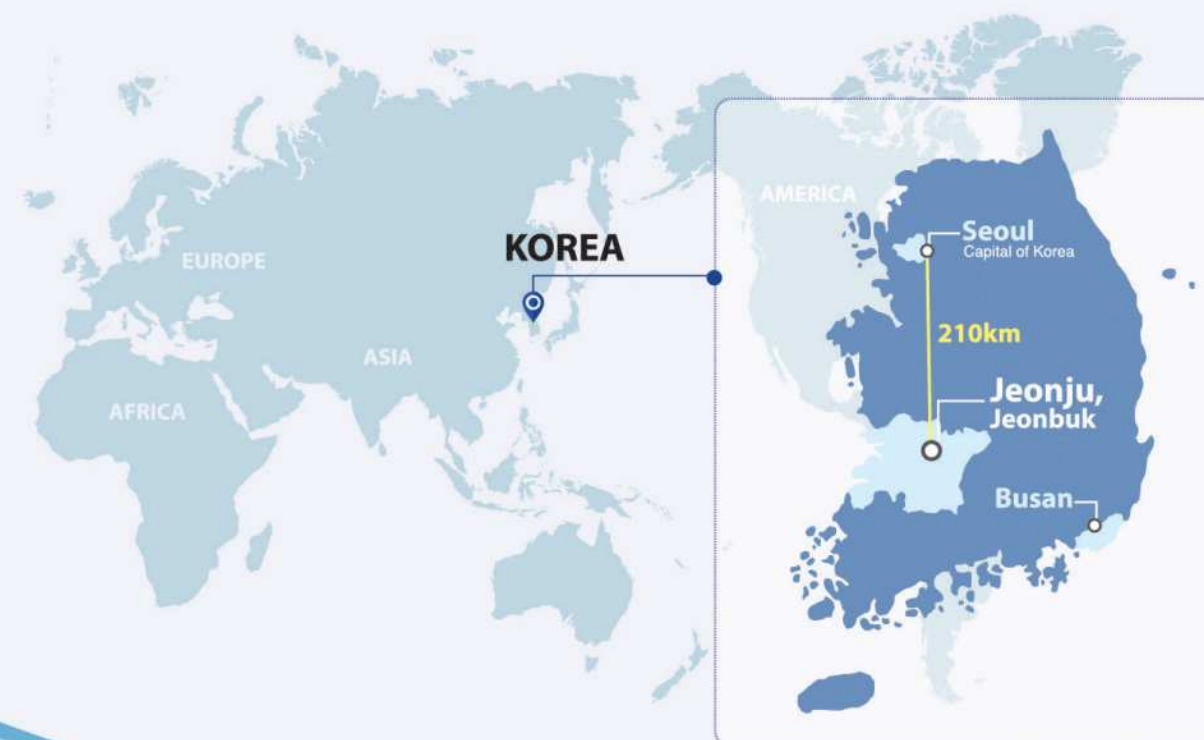 EUROPE
ASIA
AFRICA
KOREA
AMERICA
Seoul
Capital of Korea
210km
Jeonju,
Jeonbuk
Busan